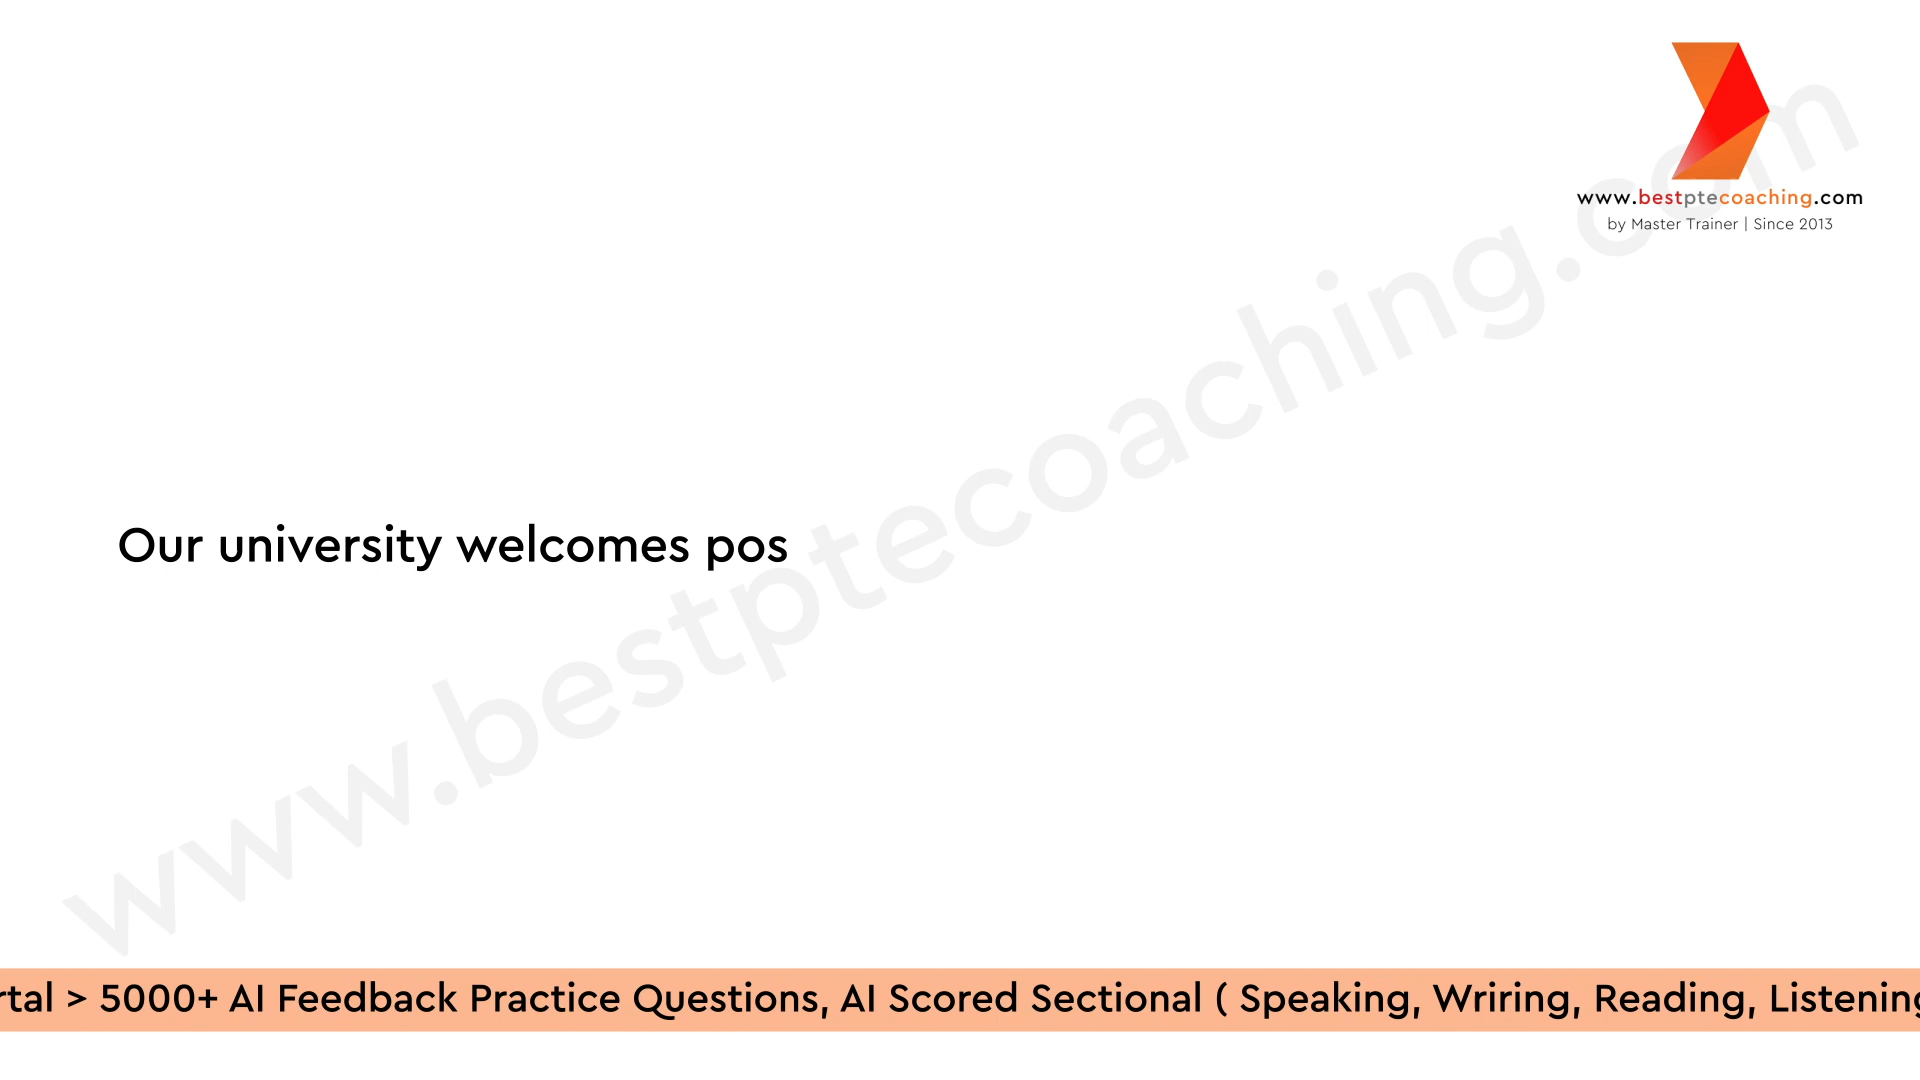 www.bestptecoaching.com
by Master Trainer | Since 2013
www.bestptecoaching.com
Our university welcomes pos
rtal > 5000+ AI Feedback Practice Questions, AI Scored Sectional ( Speaking, Wriring, Reading, Listening